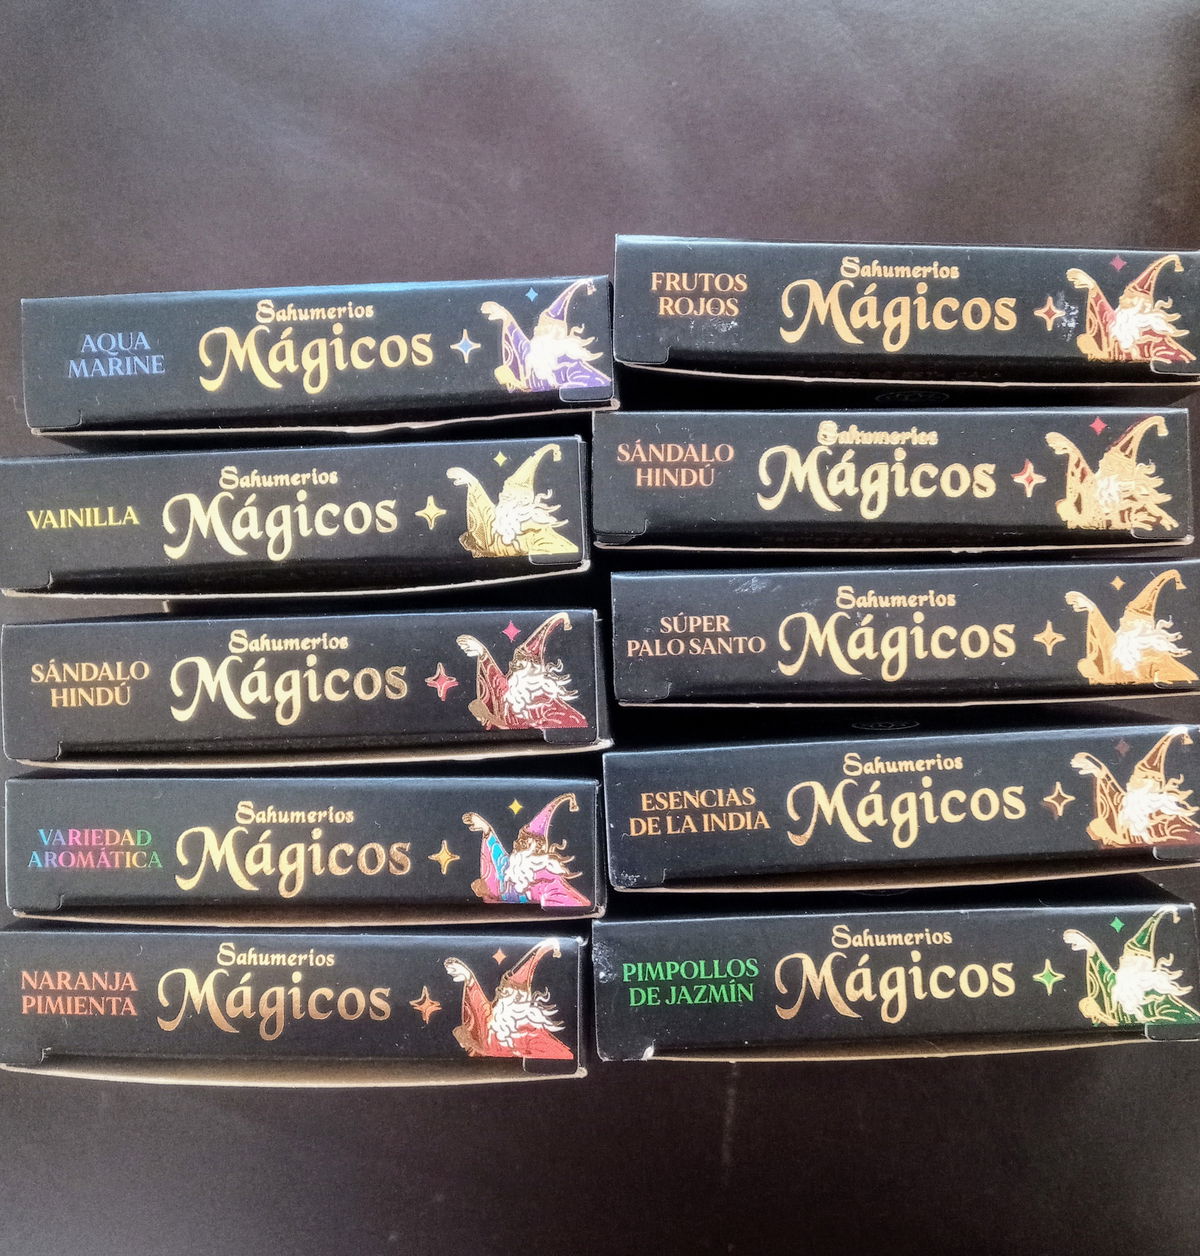 AQUA
MARINE
Sahumerios
Mágicos
VAINILLA
Sahumerios
Mágicos
SÁNDALO
HINDÚ
Sahumerios
Mágicos
VARIEDAD
AROMÁTICA
Sahumerios
Mágicos
NARANJA
PIMIENTA
Sahumerios
Mágicos
FRUTOS
ROJOS
Sahumerios
Mágicos
SÁNDALO
HINDÚ
Sahumerios
Mágicos
SÚPER
PALO SANTO
Sahumerios
Mágicos
ESENCIAS
DE LA INDIA
Sahumerios
Mágicos
PIMPOLLOS
DE JAZMÍN
Sahumerios
Mágicos